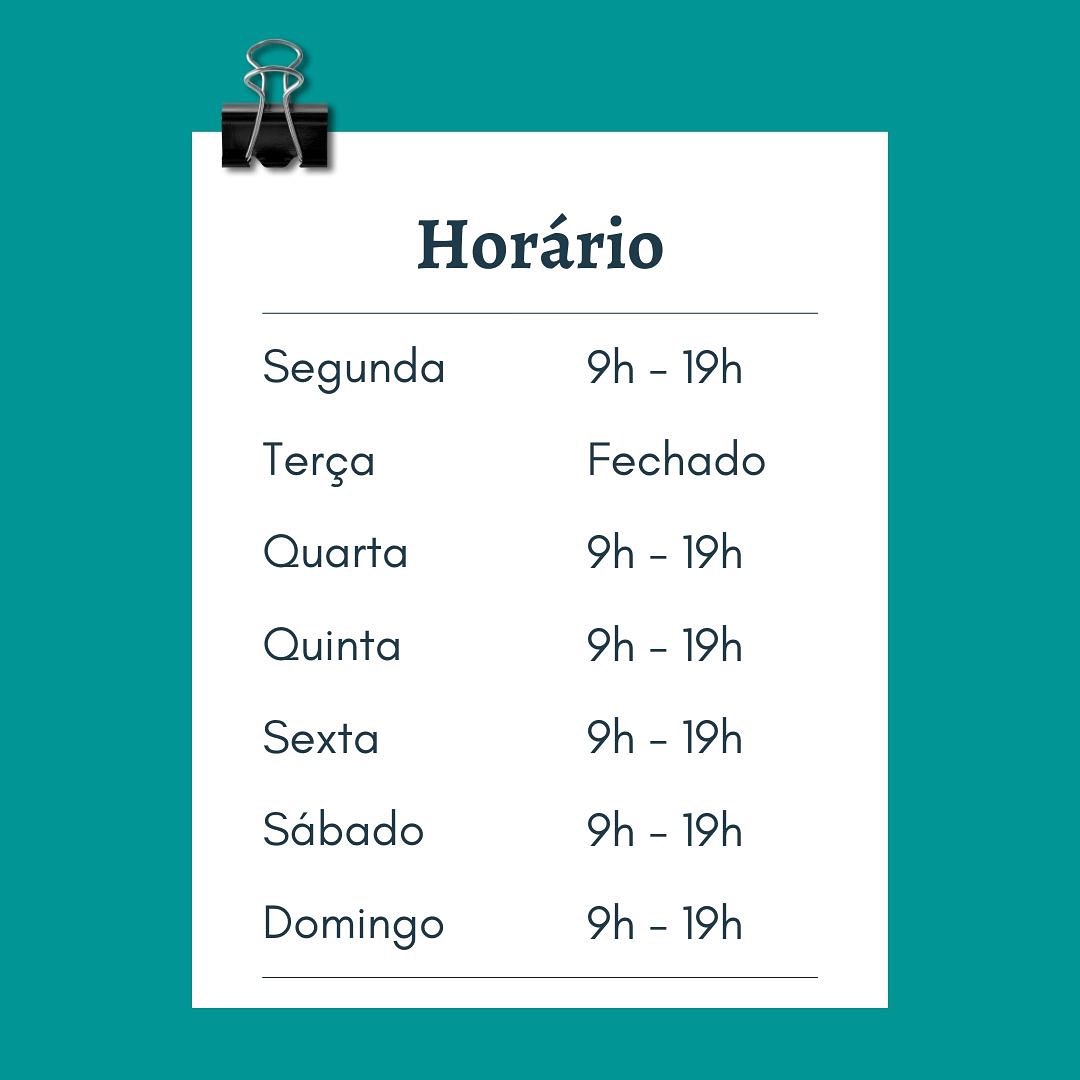 Horário
Segunda 9h - 19h
Terça Fechado
Quarta 9h - 19h
Quinta 9h - 19h
Sexta 9h - 19h
Sábado 9h - 19h
Domingo 9h - 19h